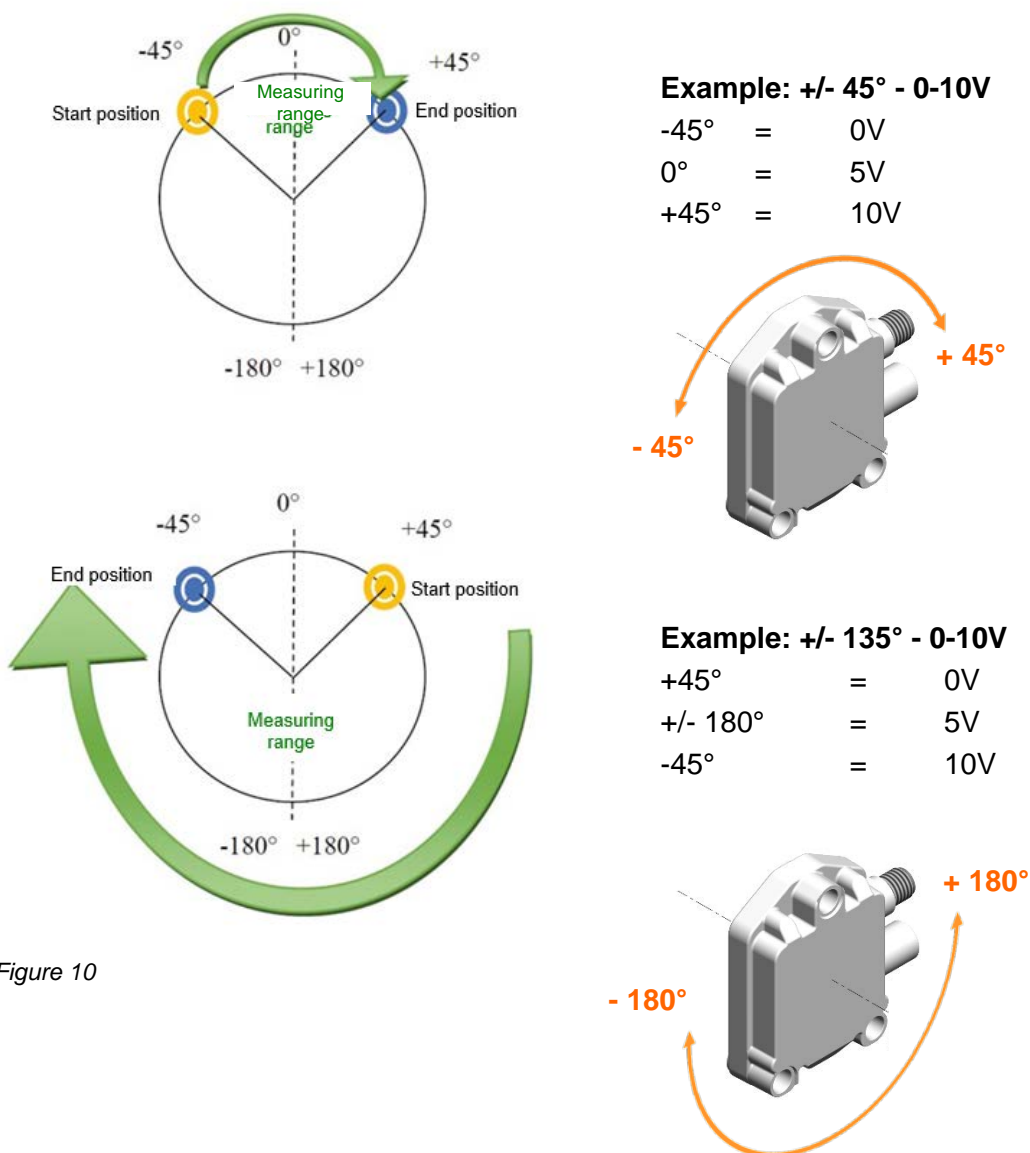 -45°
0°
+45°
Start position
Measuring
range
range
End position
-180° +180°
Example: +/- 45° - 0-10V
-45° = 0V
0° = 5V
+45° = 10V
+ 45°
- 45°
-45°
0°
+45°
End position
Start position
Measuring
range
-180° +180°
Example: +/- 135° - 0-10V
+45° = 0V
+/- 180° = 5V
-45° = 10V
+ 180°
- 180°
Figure 10